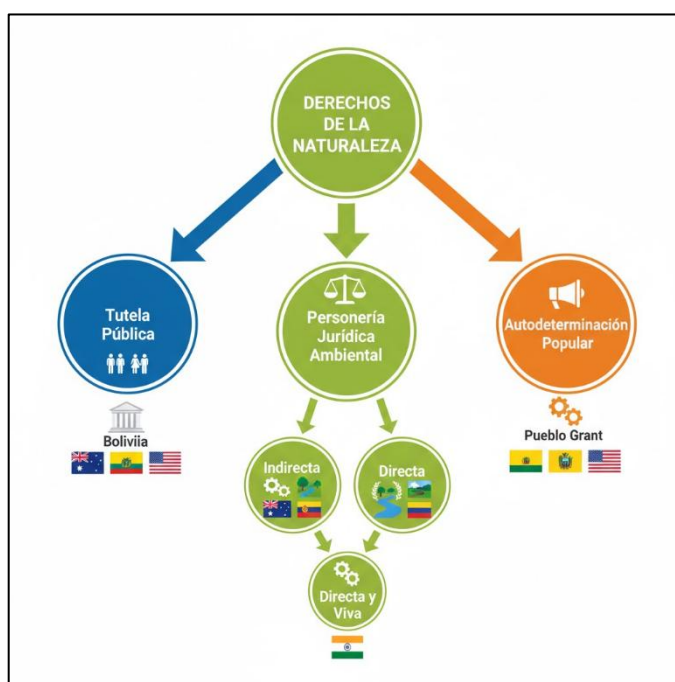 DERECHOS
DE LA
NATURALEZA
Tutela
Pública
Personería
Jurídica
Ambiental
Autodeterminación
Popular
Boliviia
Pueblo Grant
Indirecta
Directa
Directa y
Viva